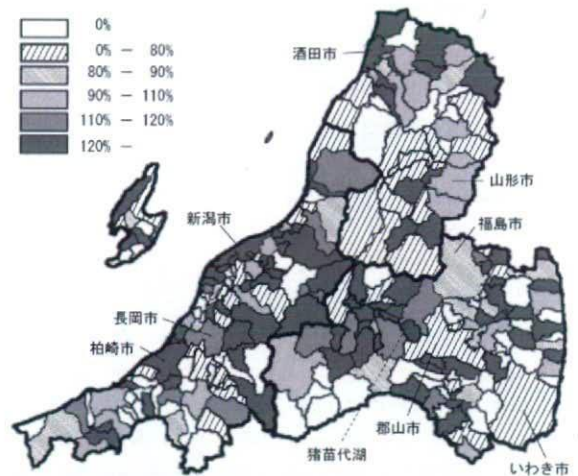 0%
0% － 80%
80% － 90%
90% － 110%
110% － 120%
120% －
酒田市
山形市
福島市
新潟市
長岡市
柏崎市
郡山市
猪苗代湖
いわき市